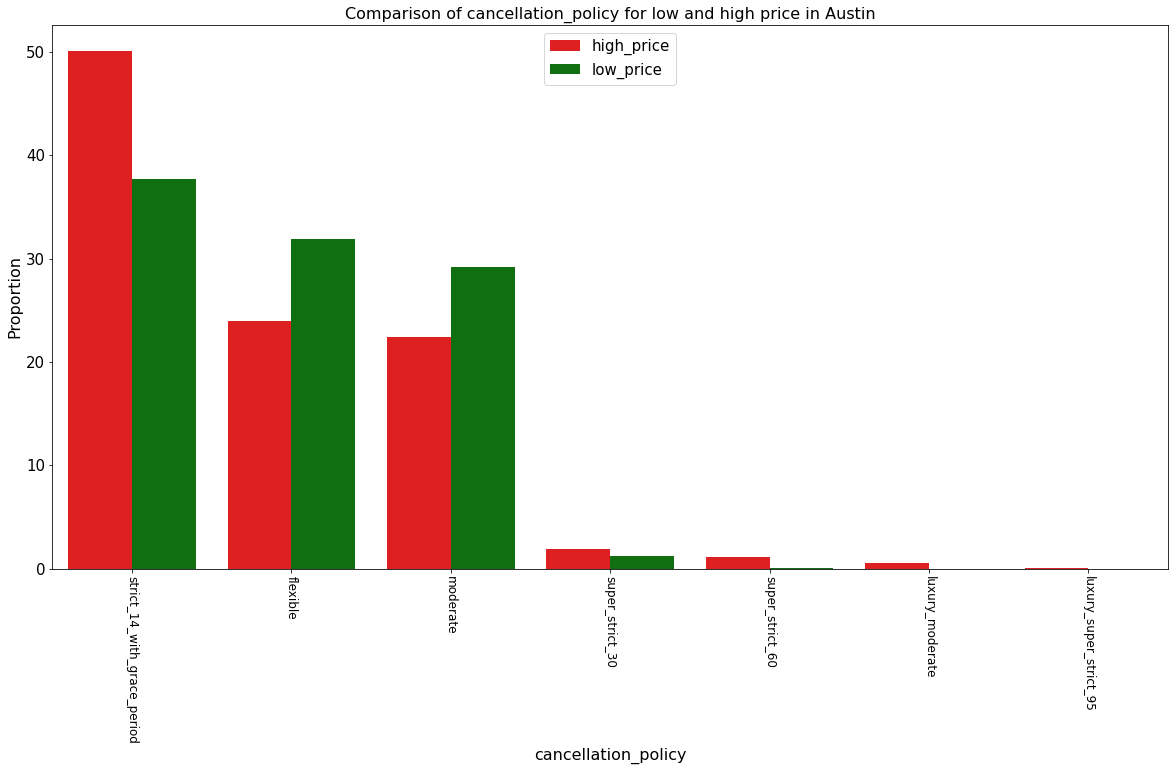 Comparison of cancellation_policy for low and high price in Austin
high_price
low_price
Proportion
50
40
30
20
10
0
strict_14_with_grace_period
flexible
moderate
super_strict_30
super_strict_60
luxury_moderate
luxury_super_strict_95
cancellation_policy